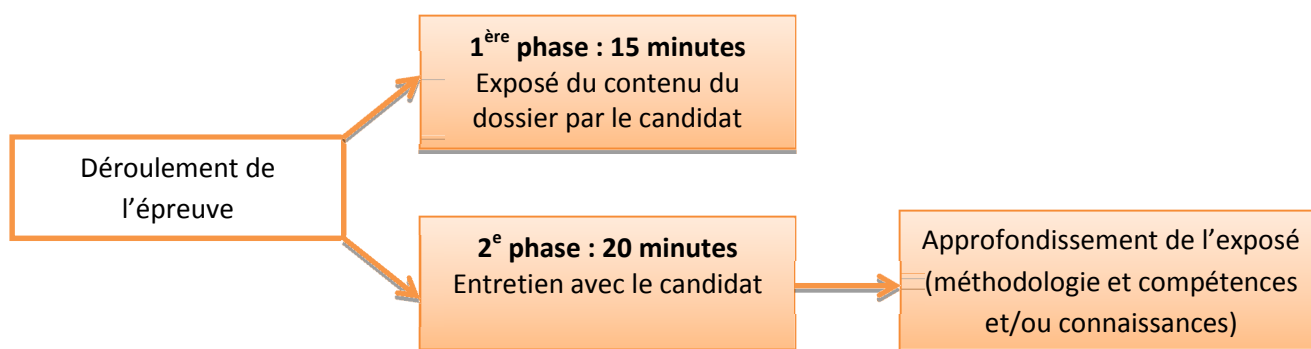 1ère phase : 15 minutes
Exposé du contenu du
dossier par le candidat
Déroulement de
l’épreuve
2e phase : 20 minutes
Entretien avec le candidat
Approfondissement de l’exposé
(méthodologie et compétences
et/ou connaissances)